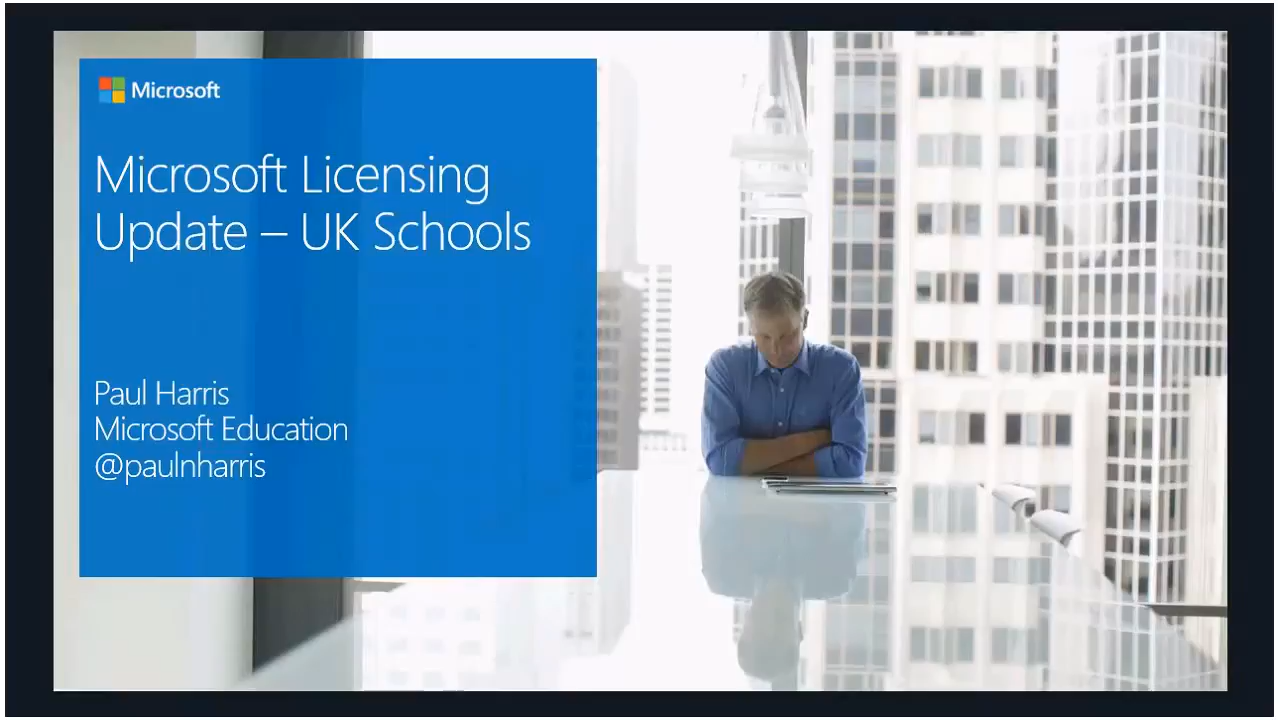 Microsoft
Microsoft Licensing
Update – UK Schools
Paul Harris
Microsoft Education
@paulnharris